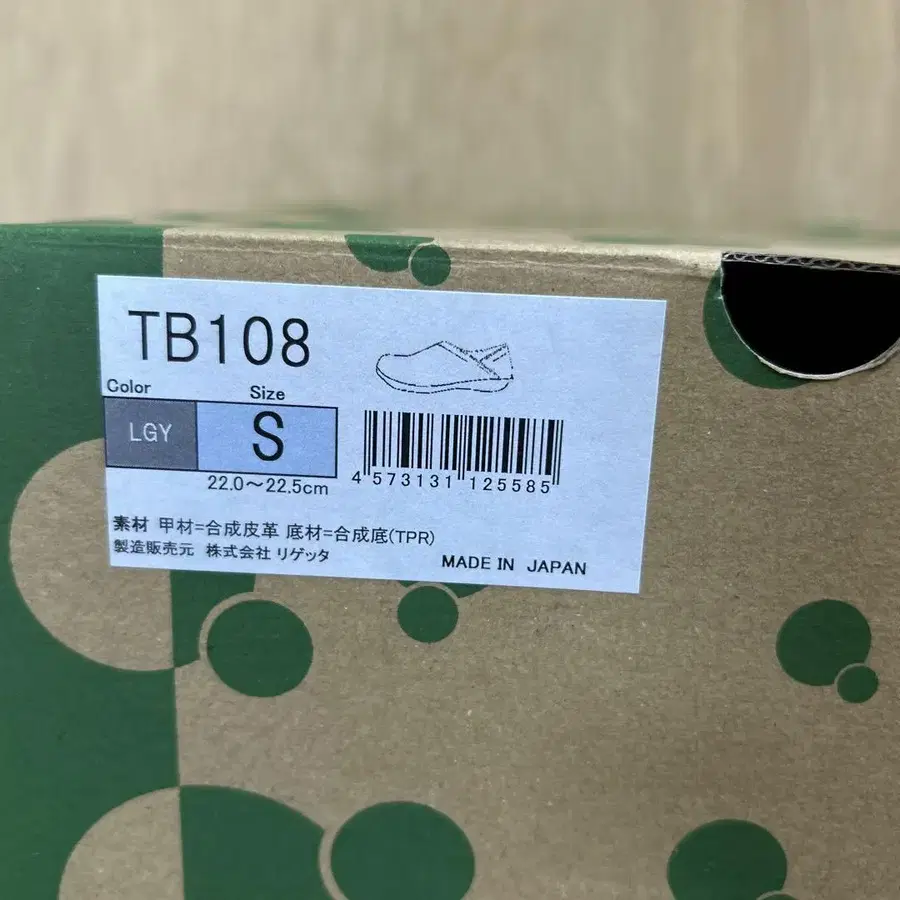 TB108
Color
Size
LGY
S
22.0～22.5cm
4 573131 125585
素材 甲材=合成皮革 底材=合成底(TPR)
製造販売元 株式会社 リゲッタ
MADE IN JAPAN